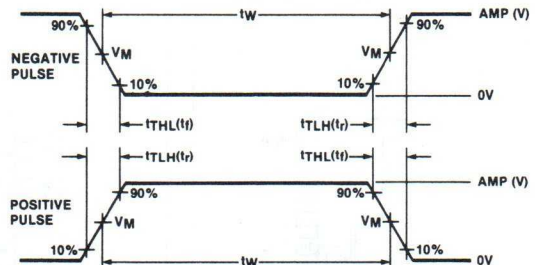 tW
AMP (V)
90%
90%
NEGATIVE
PULSE
VM
VM
10%
10%
0V
tTHL(tf)
tTLH(tr)
tTLH(tr)
tTHL(tf)
AMP (V)
90%
90%
POSITIVE
PULSE
VM
VM
10%
10%
tW
0V